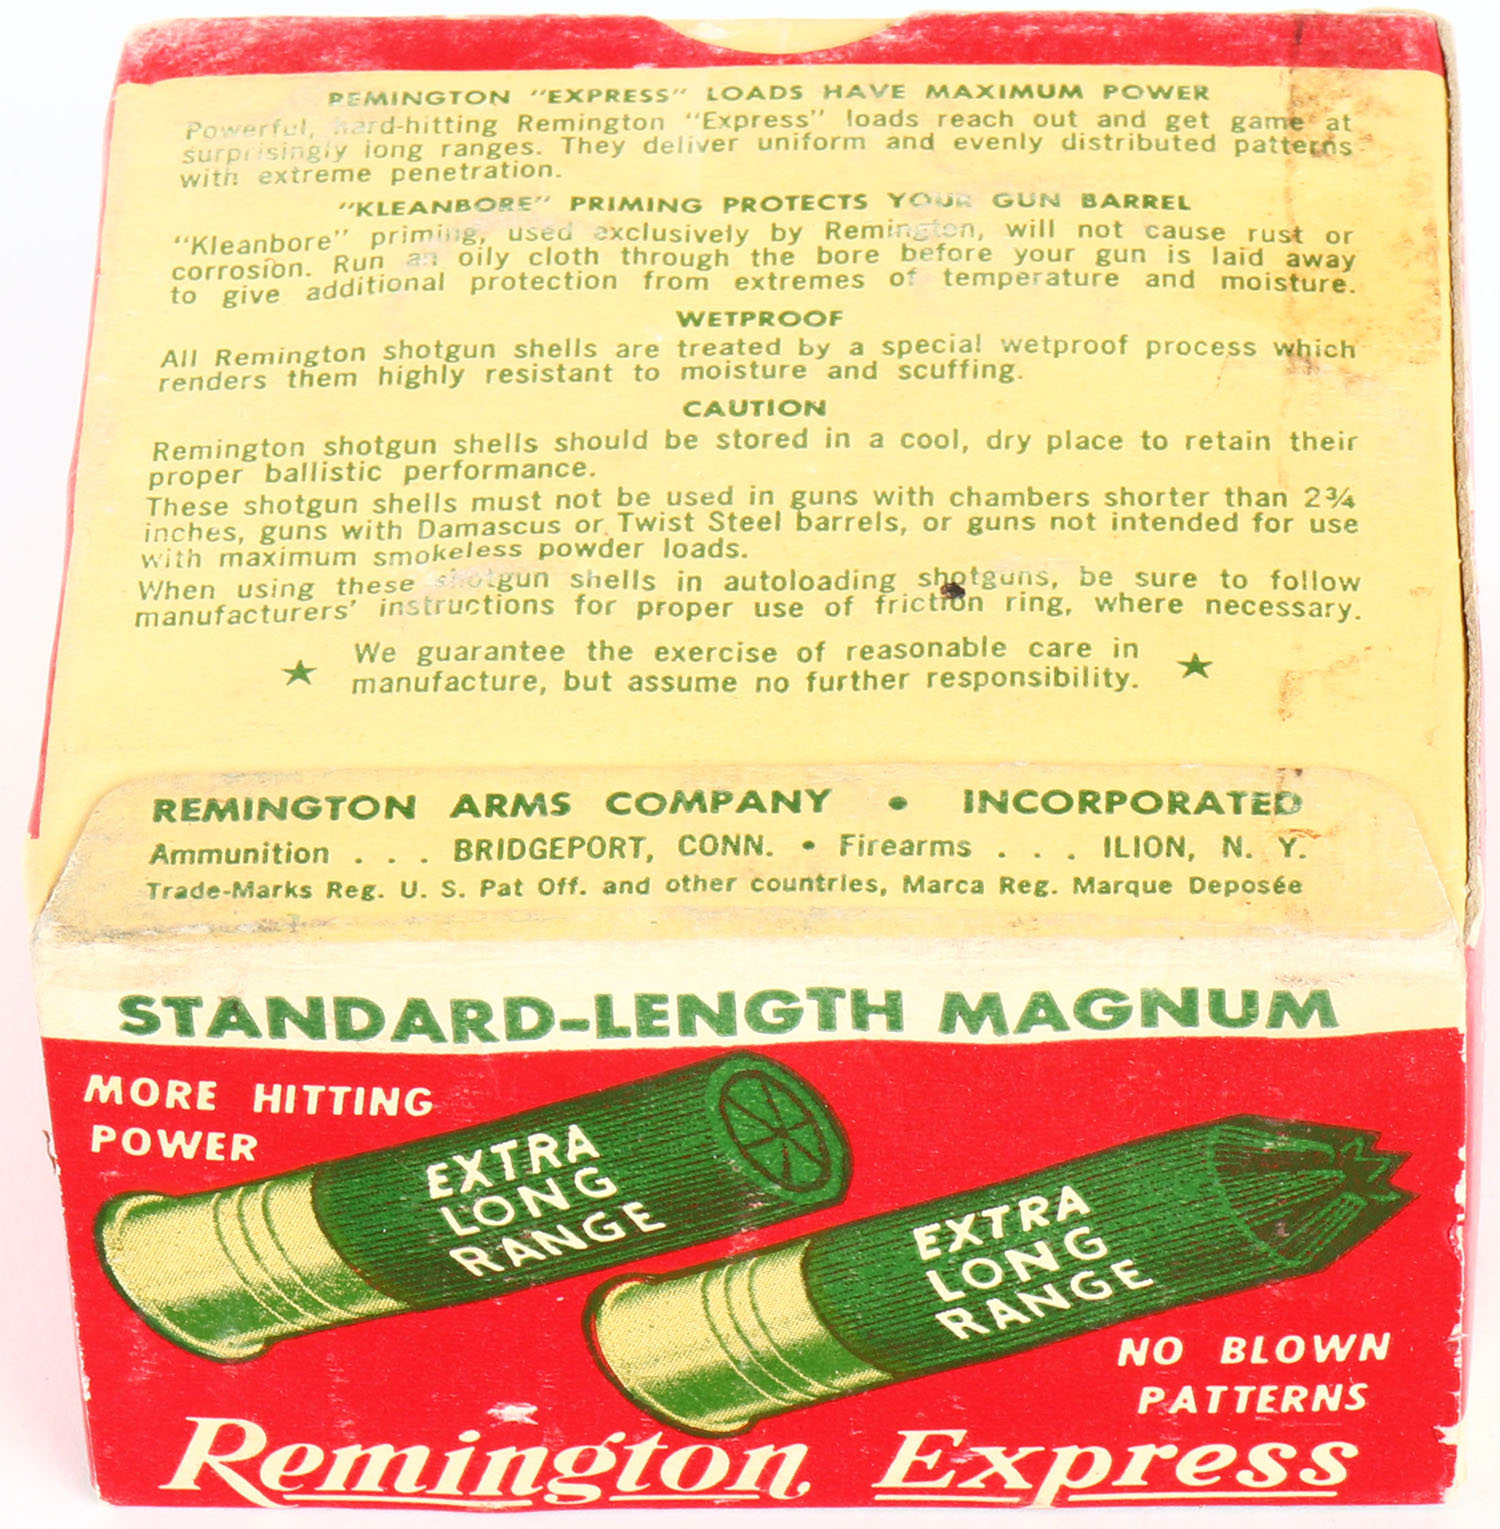 REMINGTON "EXPRESS" LOADS HAVE MAXIMUM POWER
Powerful, hard-hitting Remington "Express" loads reach out and get game at
surprisingly long ranges. They deliver uniform and evenly distributed patterns
with extreme penetration.
"KLEANBORE" PRIMING PROTECTS YOUR GUN BARREL
"Kleanbore" priming, used exclusively by Remington, will not cause rust or
corrosion. Run an oily cloth through the bore before your gun is laid away
to give additional protection from extremes of temperature and moisture.
WETPROOF
All Remington shotgun shells are treated by a special wetproof process which
renders them highly resistant to moisture and scuffing.
CAUTION
Remington shotgun shells should be stored in a cool, dry place to retain their
proper ballistic performance.
These shotgun shells must not be used in guns with chambers shorter than 2¾
inches, guns with Damascus or Twist Steel barrels, or guns not intended for use
with maximum smokeless powder loads.
When using these shotgun shells in autoloading shotguns, be sure to follow
manufacturers' instructions for proper use of friction ring, where necessary.
★ We guarantee the exercise of reasonable care in ★
manufacture, but assume no further responsibility.
REMINGTON ARMS COMPANY • INCORPORATED
Ammunition . . . BRIDGEPORT, CONN. • Firearms . . . ILION, N. Y.
Trade-Marks Reg. U. S. Pat Off. and other countries, Marca Reg. Marque Deposée
STANDARD-LENGTH MAGNUM
MORE HITTING
POWER
EXTRA
LONG
RANGE
EXTRA
LONG
RANGE
NO BLOWN
PATTERNS
Remington Express